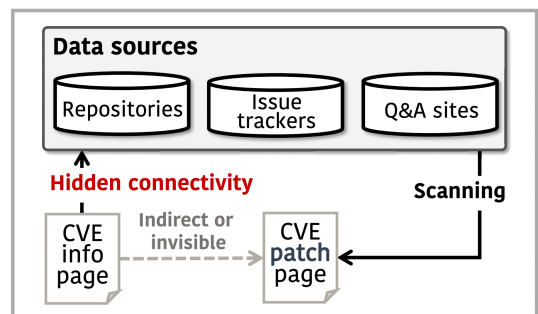 Data sources
Repositories
Issue
trackers
Q&A sites
Hidden connectivity
Scanning
Indirect or
invisible
CVE
info
page
CVE
patch
page